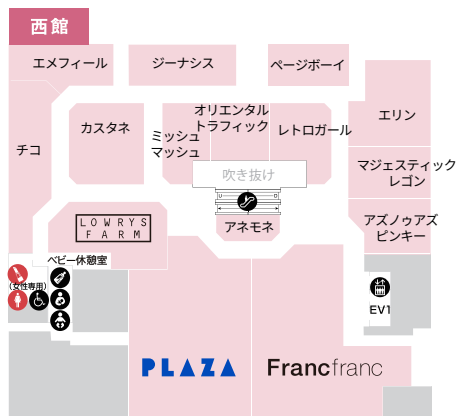 西館
エメフィール
ジーナシス
ページボーイ
チコ
カスタネ
ミッシュ
マッシュ
オリエンタル
トラフィック
レトロガール
エリン
マジェスティック
レゴン
吹き抜け
アネモネ
アズノゥアズ
ピンキー
LOWRYS
FARM
ベビー休憩室
(女性専用)
EV1
PLAZA
Francfranc